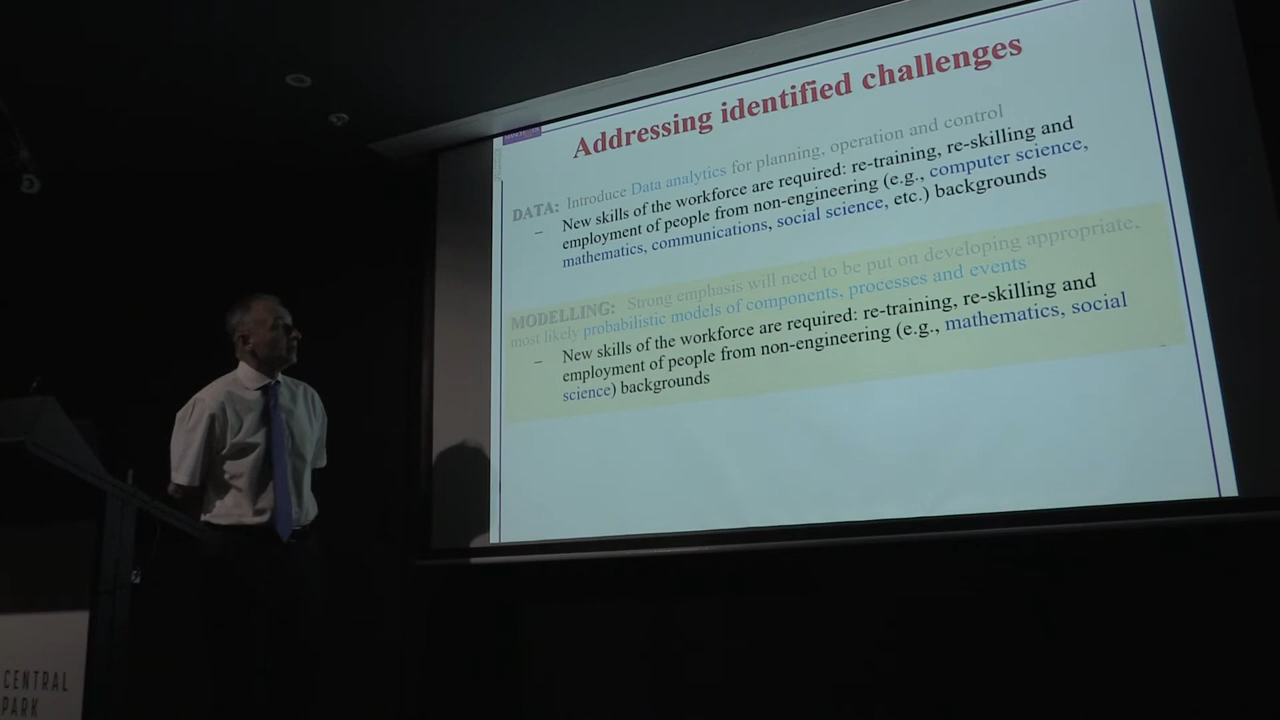 Addressing identified challenges
DATA: Introduce Data analytics for planning, operation and control
– New skills of the workforce are required: re-training, re-skilling and
employment of people from non-engineering (e.g., computer science,
mathematics, communications, social science, etc.) backgrounds
MODELLING: Strong emphasis will need to be put on developing appropriate,
most likely probabilistic models of components, processes and events
– New skills of the workforce are required: re-training, re-skilling and
employment of people from non-engineering (e.g., mathematics, social
science) backgrounds
CENTRAL
PARK